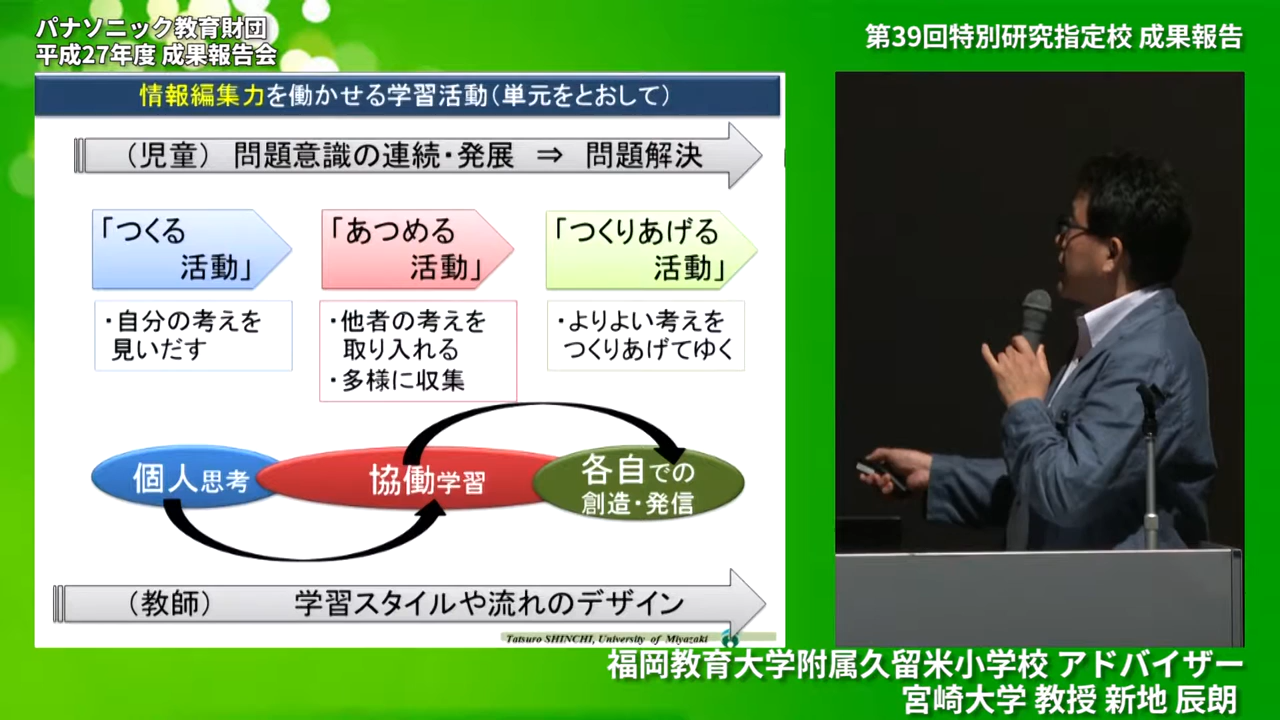 パナソニック教育財団
平成27年度 成果報告会
第39回特別研究指定校 成果報告
情報編集力を働かせる学習活動(単元をとおして)
(児童) 問題意識の連続・発展 ⇒ 問題解決
「つくる
活動」
「あつめる
活動」
「つくりあげる
活動」
・自分の考えを
見いだす
・他者の考えを
取り入れる
・多様に収集
・よりよい考えを
つくりあげてゆく
個人思考
協働学習
各自での
創造・発信
(教師) 学習スタイルや流れのデザイン
Tatsuro SHINCHI, University of Miyazaki
福岡教育大学附属久留米小学校 アドバイザー
宮崎大学 教授 新地 辰朗